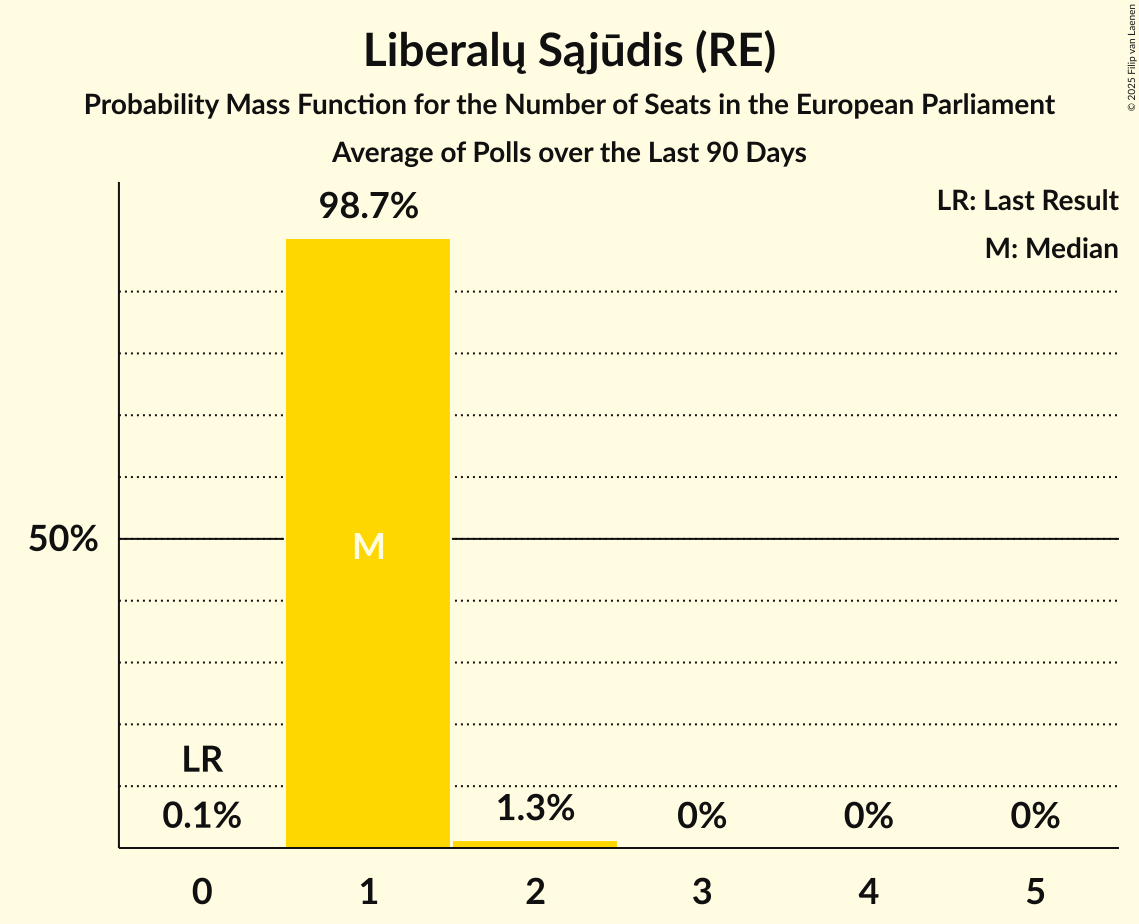 Liberalų Sąjūdis (RE)
Probability Mass Function for the Number of Seats in the European Parliament
Average of Polls over the Last 90 Days
© 2025 Filip van Laenen
LR: Last Result
M: Median
98.7%
50%
M
LR
0.1%
1.3%
0%
0%
0%
0
1
2
3
4
5